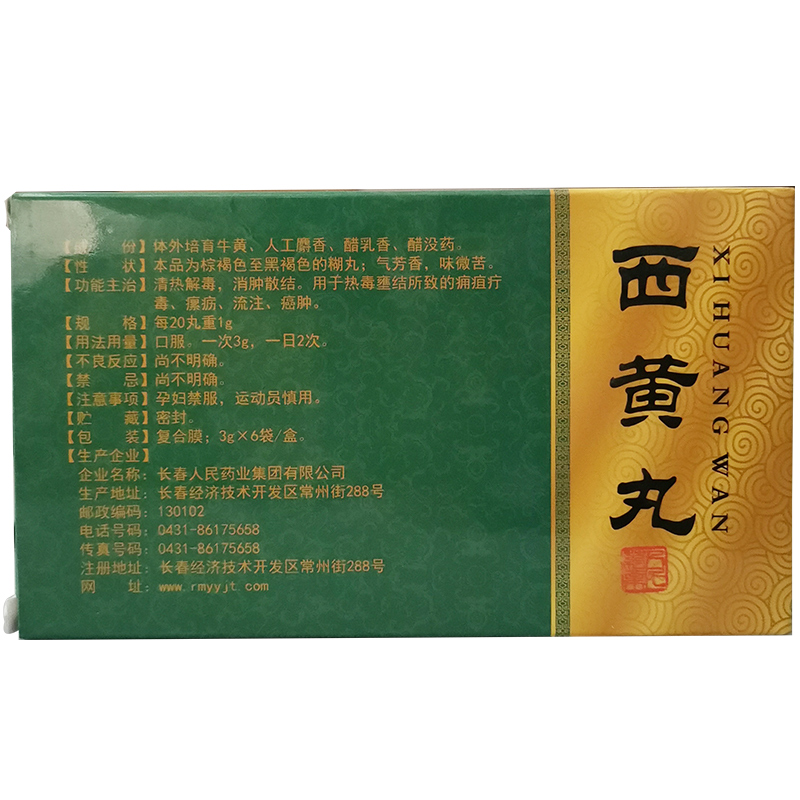 【成　份】体外培育牛黄、人工麝香、醋乳香、醋没药。
【性　状】本品为棕褐色至黑褐色的糊丸；气芳香，味微苦。
【功能主治】清热解毒，消肿散结。用于热毒壅结所致的痈疽疔
毒、瘰疬、流注、癌肿。
【规　格】每20丸重1g
【用法用量】口服。一次3g，一日2次。
【不良反应】尚不明确。
【禁　忌】尚不明确。
【注意事项】孕妇禁服，运动员慎用。
【贮　藏】密封。
【包　装】复合膜；3g×6袋/盒。
【生产企业】
企业名称：长春人民药业集团有限公司
生产地址：长春经济技术开发区常州街288号
邮政编码：130102
电话号码：0431-86175658
传真号码：0431-86175658
注册地址：长春经济技术开发区常州街288号
网　址：www.rmyyjt.com
西黄丸
XI HUANG WAN